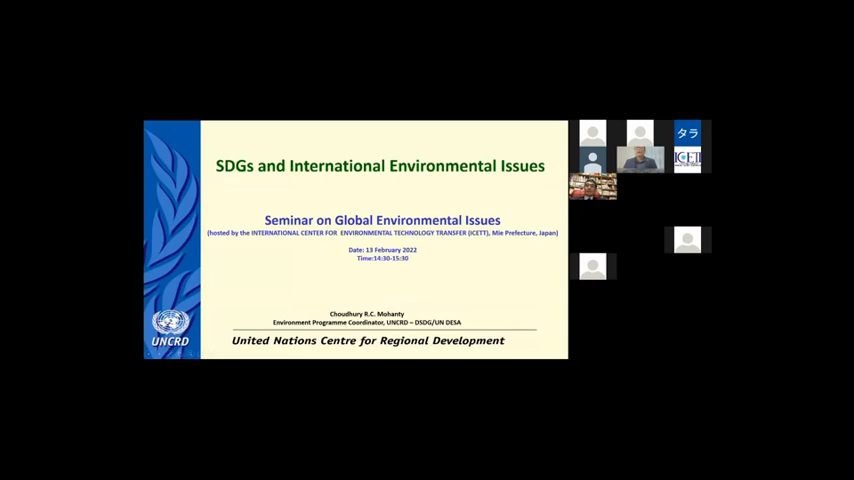 SDGs and International Environmental Issues
Seminar on Global Environmental Issues
(hosted by the INTERNATIONAL CENTER FOR ENVIRONMENTAL TECHNOLOGY TRANSFER (ICETT), Mie Prefecture, Japan)
Date: 13 February 2022
Time:14:30-15:30
Choudhury R.C. Mohanty
Environment Programme Coordinator, UNCRD – DSDG/UN DESA
United Nations Centre for Regional Development
UNCRD
タラ
ICETT